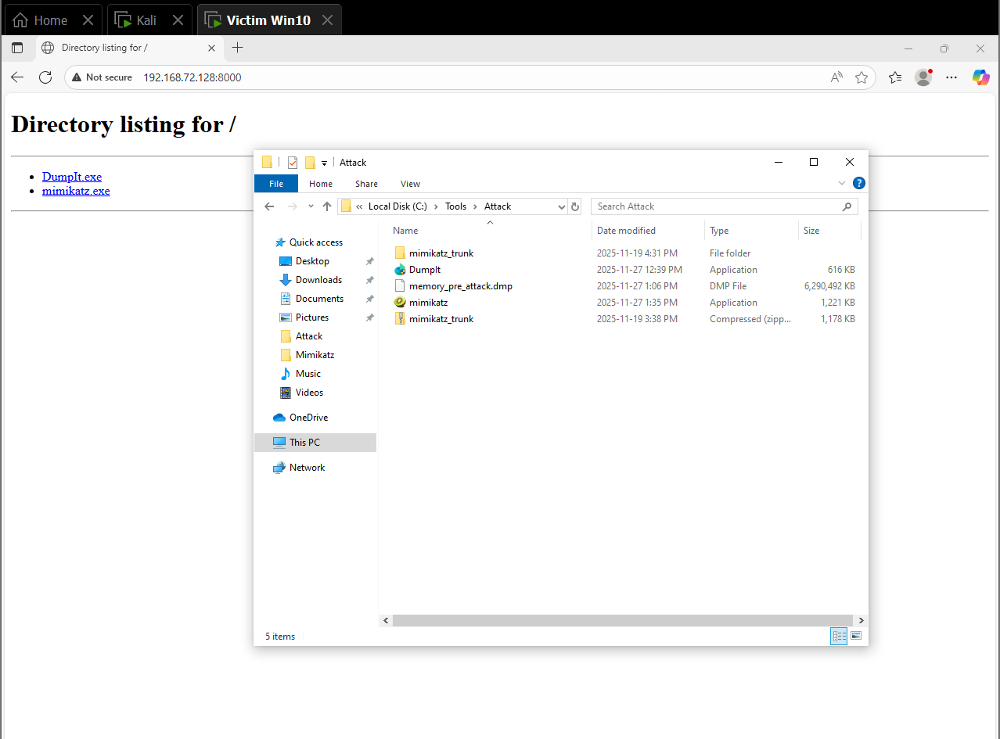 Home Kali Victim Win10
Directory listing for /
Not secure 192.168.72.128:8000
Directory listing for /
DumpIt.exe
mimikatz.exe
Attack
File Home Share View
« Local Disk (C:) > Tools > Attack Search Attack
Name Date modified Type Size
Quick access
Desktop
Downloads
Documents
Pictures
Attack
Mimikatz
Music
Videos
OneDrive
This PC
Network
mimikatz_trunk 2025-11-19 4:31 PM File folder
DumpIt 2025-11-27 12:39 PM Application 616 KB
memory_pre_attack.dmp 2025-11-27 1:06 PM DMP File 6,290,492 KB
mimikatz 2025-11-27 1:35 PM Application 1,221 KB
mimikatz_trunk 2025-11-19 3:38 PM Compressed (zipp... 1,178 KB
5 items